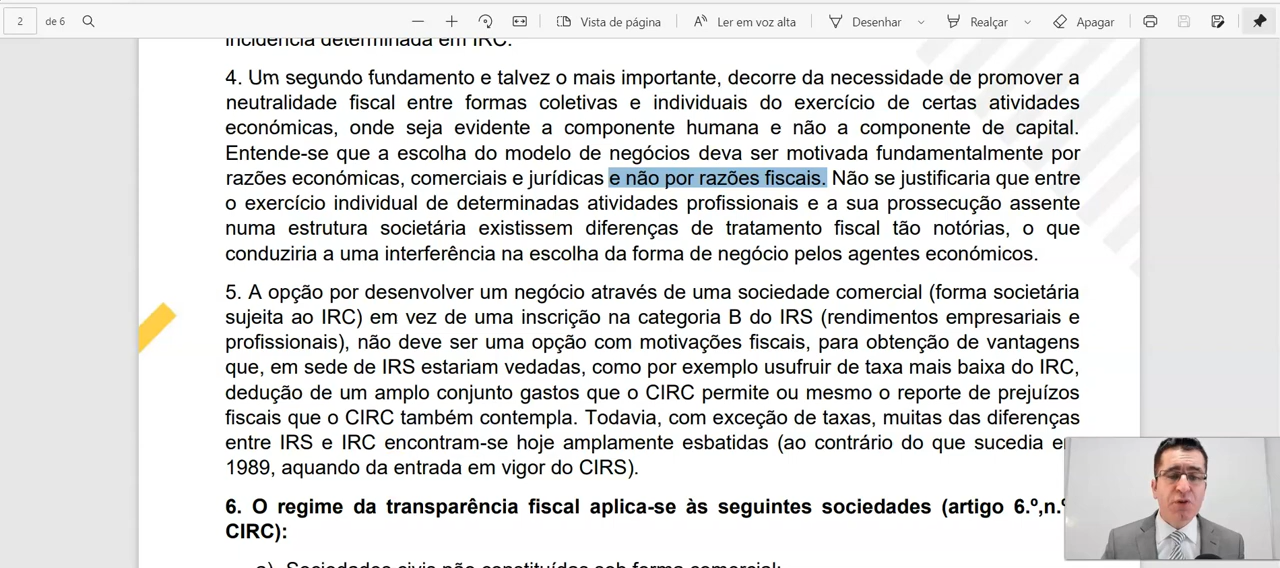 2 de 6 Vista de página Ler em voz alta Desenhar Realçar Apagar
incidência determinada em IRC.
4. Um segundo fundamento e talvez o mais importante, decorre da necessidade de promover a
neutralidade fiscal entre formas coletivas e individuais do exercício de certas atividades
económicas, onde seja evidente a componente humana e não a componente de capital.
Entende-se que a escolha do modelo de negócios deva ser motivada fundamentalmente por
razões económicas, comerciais e jurídicas e não por razões fiscais. Não se justificaria que entre
o exercício individual de determinadas atividades profissionais e a sua prossecução assente
numa estrutura societária existissem diferenças de tratamento fiscal tão notórias, o que
conduziria a uma interferência na escolha da forma de negócio pelos agentes económicos.
5. A opção por desenvolver um negócio através de uma sociedade comercial (forma societária
sujeita ao IRC) em vez de uma inscrição na categoria B do IRS (rendimentos empresariais e
profissionais), não deve ser uma opção com motivações fiscais, para obtenção de vantagens
que, em sede de IRS estariam vedadas, como por exemplo usufruir de taxa mais baixa do IRC,
dedução de um amplo conjunto gastos que o CIRC permite ou mesmo o reporte de prejuízos
fiscais que o CIRC também contempla. Todavia, com exceção de taxas, muitas das diferenças
entre IRS e IRC encontram-se hoje amplamente esbatidas (ao contrário do que sucedia
1989, aquando da entrada em vigor do CIRS).
6. O regime da transparência fiscal aplica-se às seguintes sociedades (artigo 6.º,n.º
CIRC):
a) Sociedades civis não constituídas sob forma comercial;